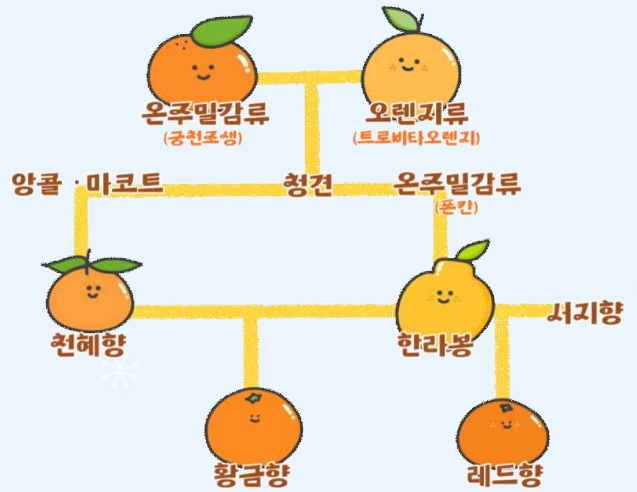 온주밀감류
(궁천조생)
오렌지류
(트로비타오렌지)
앙콜 · 마코트
청견
온주밀감류
(폰칸)
천혜향
한라봉
서지향
황금향
레드향